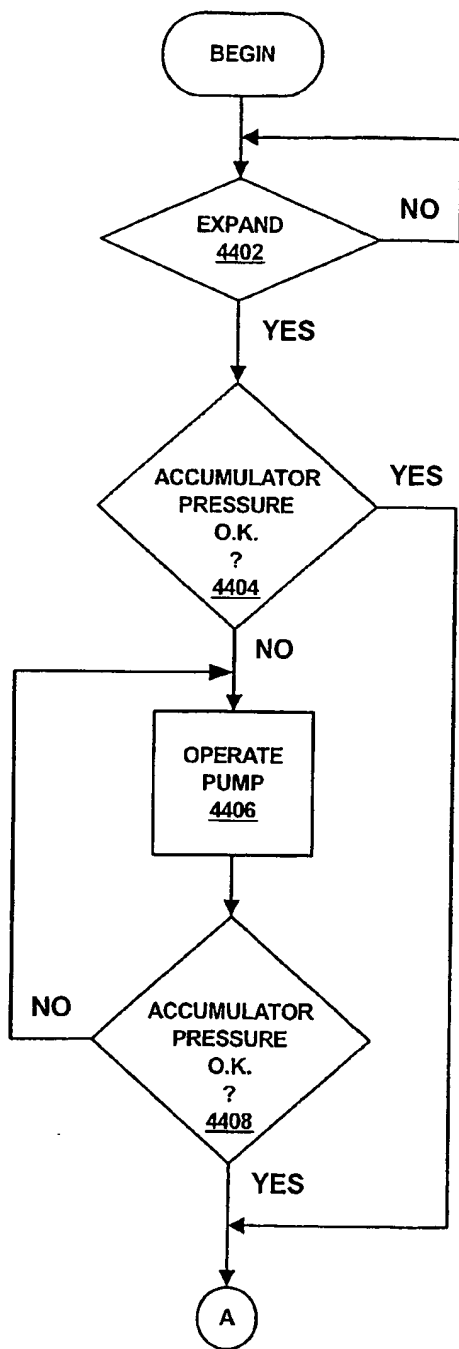 BEGIN
NO
EXPAND
4402
YES
ACCUMULATOR
PRESSURE
O.K.
?
4404
YES
NO
OPERATE
PUMP
4406
NO
ACCUMULATOR
PRESSURE
O.K.
?
4408
YES
A